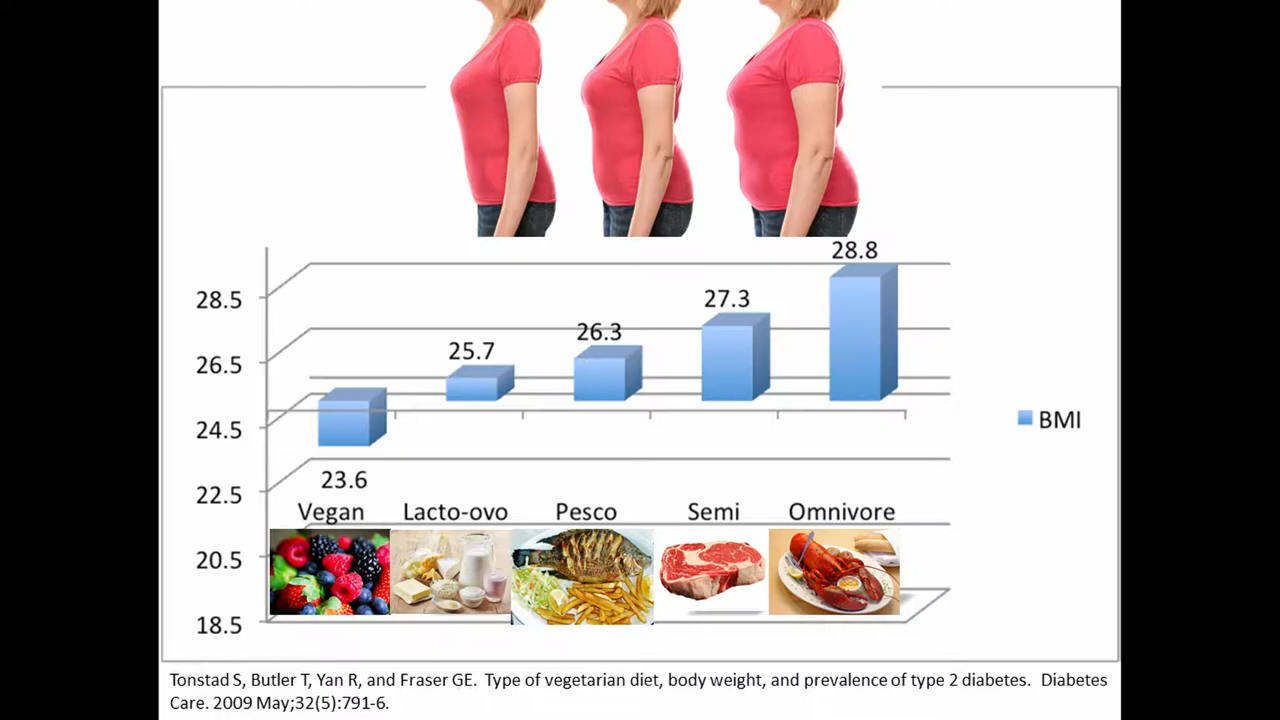 28.8
27.3
26.3
25.7
23.6
28.5
26.5
24.5
22.5
20.5
18.5
BMI
Vegan Lacto-ovo Pesco Semi Omnivore
Tonstad S, Butler T, Yan R, and Fraser GE. Type of vegetarian diet, body weight, and prevalence of type 2 diabetes. Diabetes
Care. 2009 May;32(5):791-6.